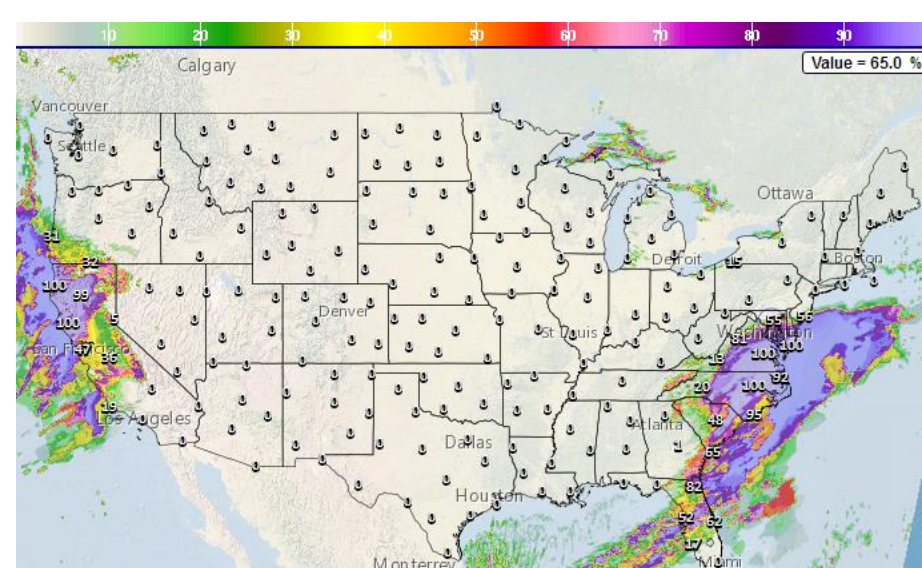 10 20 30 40 50 60 70 80 90
Value = 65.0 %
Calgary
Vancouver
Seattle
Ottawa
31
32
Detroit
15
Boston
100
99
Denver
5
100
St Louis
55
56
Washington
81
San Francisco
47
36
13
100
100
20
100
92
19
Los Angeles
48
95
Atlanta
Dallas
1
65
Houston
82
52
62
17
Monterrey
Miami